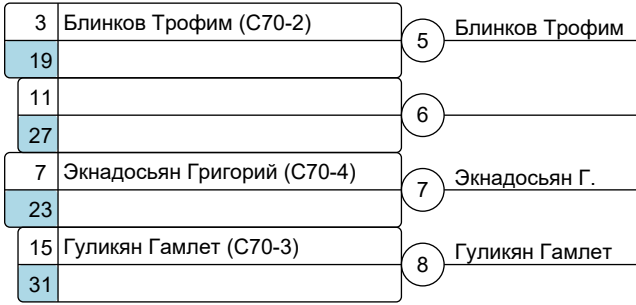 3 Блинков Трофим (С70-2)
19
5 Блинков Трофим
11
27
6
7 Экнадосьян Григорий (С70-4)
23
7 Экнадосьян Г.
15 Гуликян Гамлет (С70-3)
31
8 Гуликян Гамлет